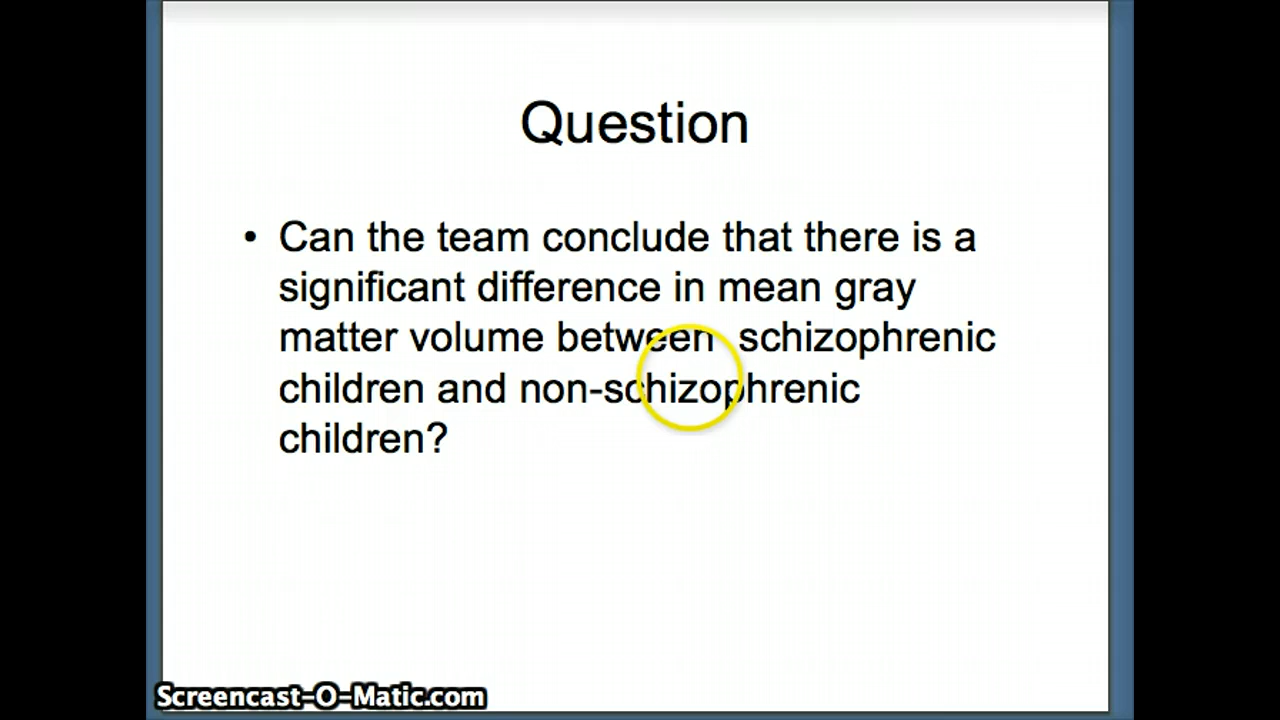 Question
• Can the team conclude that there is a
significant difference in mean gray
matter volume between  schizophrenic
children and non-schizophrenic
children?
Screencast-O-Matic.com